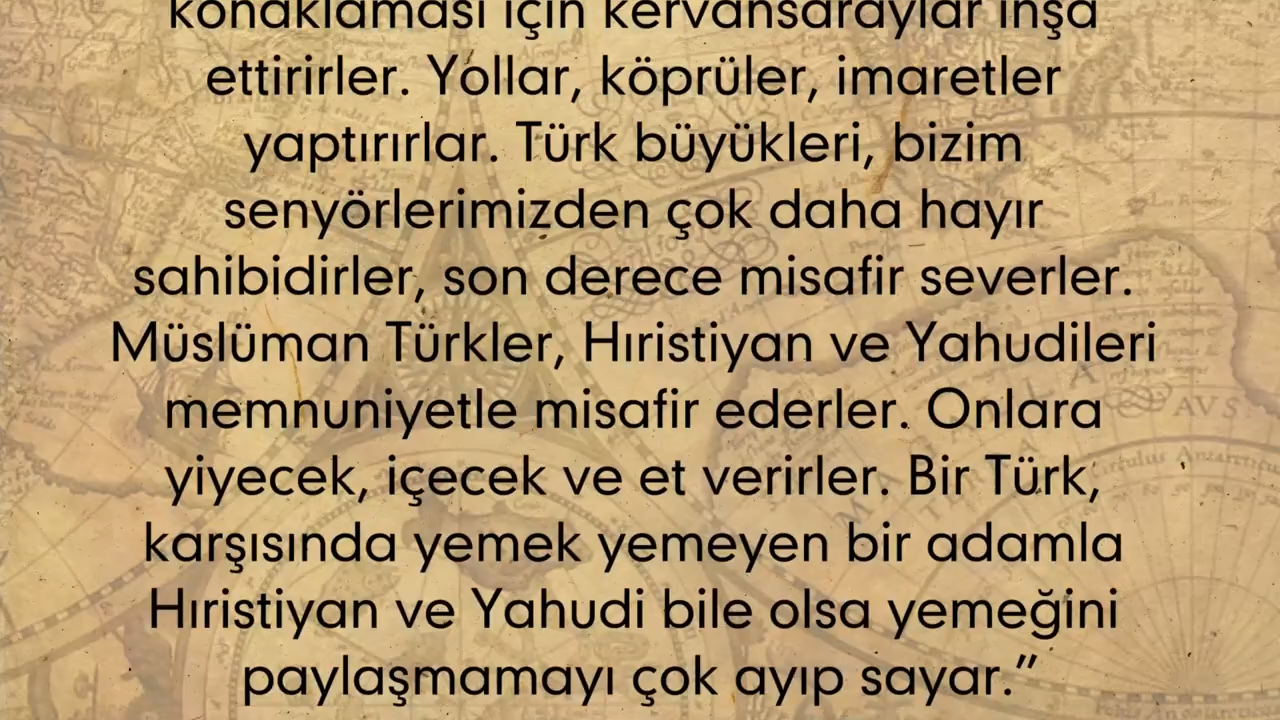 konaklaması için kervansaraylar inşa
ettirirler. Yollar, köprüler, imaretler
yaptırırlar. Türk büyükleri, bizim
senyörlerimizden çok daha hayır
sahibidirler, son derece misafir severler.
Müslüman Türkler, Hıristiyan ve Yahudileri
memnuniyetle misafir ederler. Onlara
yiyecek, içecek ve et verirler. Bir Türk,
karşısında yemek yemeyen bir adamla
Hıristiyan ve Yahudi bile olsa yemeğini
paylaşmamayı çok ayıp sayar.”